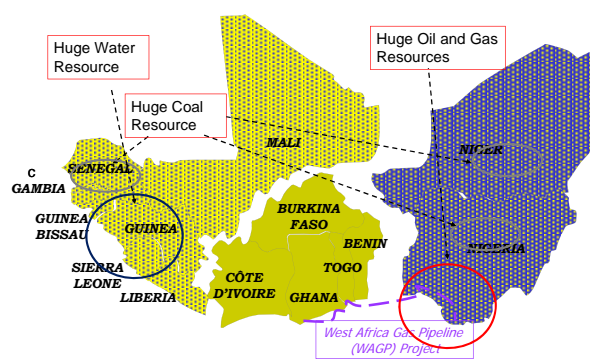 Huge Water
Resource
Huge Oil and Gas
Resources
Huge Coal
Resource
MALI
SENEGAL
NIGER
C
GAMBIA
GUINEA
BISSAU
GUINEA
BURKINA
FASO
BENIN
NIGERIA
SIERRA
LEONE
LIBERIA
CÔTE
D'IVOIRE
TOGO
GHANA
West Africa Gas Pipeline
(WAGP) Project